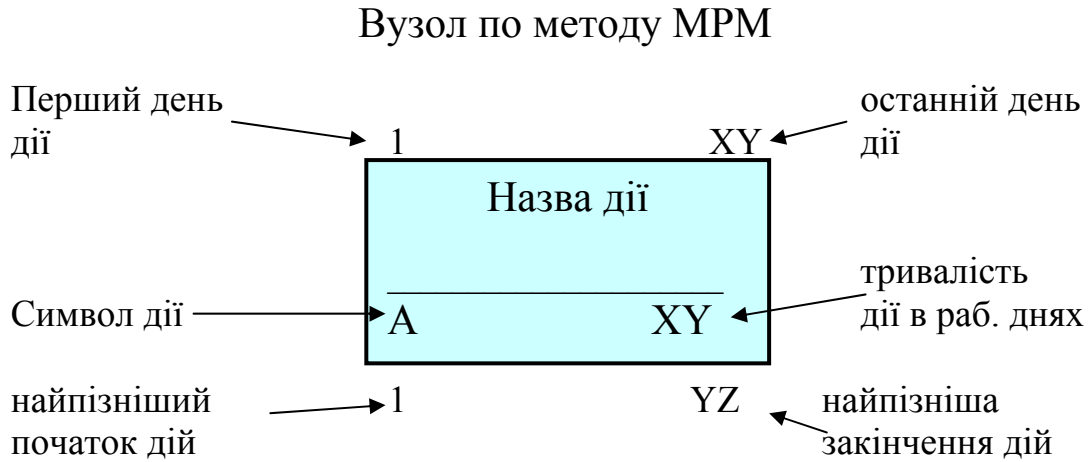 Вузол по методу МРМ
Перший день
дії
останній день
дії
1
XY
Назва дії
Символ дії
A
XY
тривалість
дії в раб. днях
найпізніший
початок дій
1
YZ
найпізніша
закінчення дій